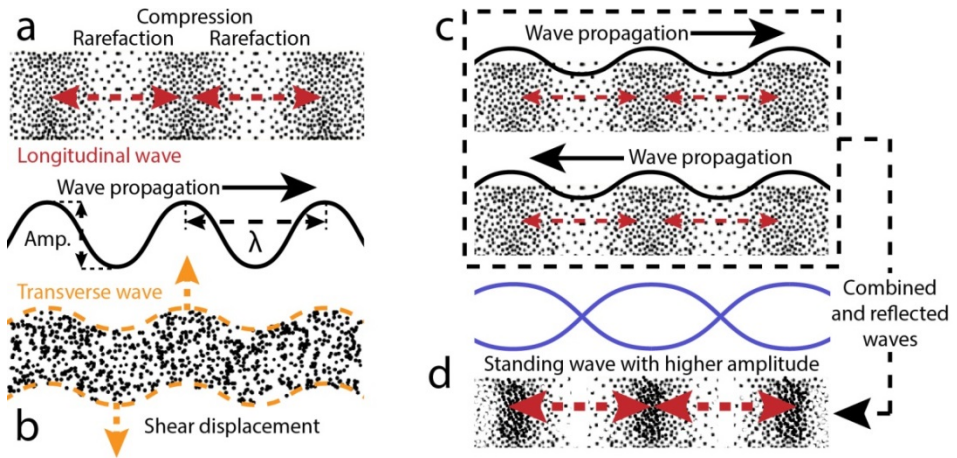 a
Compression
Rarefaction Rarefaction
Longitudinal wave
Wave propagation
Amp.
λ
Transverse wave
b
Shear displacement
c
Wave propagation
Wave propagation
Combined
and reflected
waves
d
Standing wave with higher amplitude